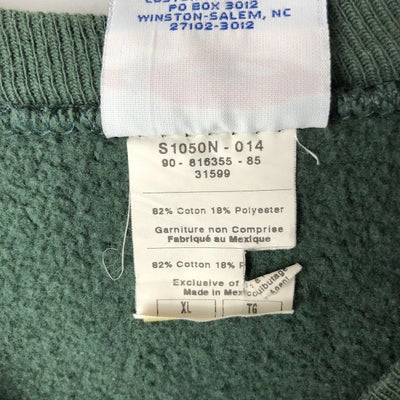 PO BOX 3012
WINSTON-SALEM, NC
27102-3012
S1050N - 014
90 - 816355 - 85
31599
82% Coton 18% Polyester
Garniture non Comprise
Fabriqué au Mexique
82% Cotton 18% P
Exclusive of
Made in Mexi
XL TG